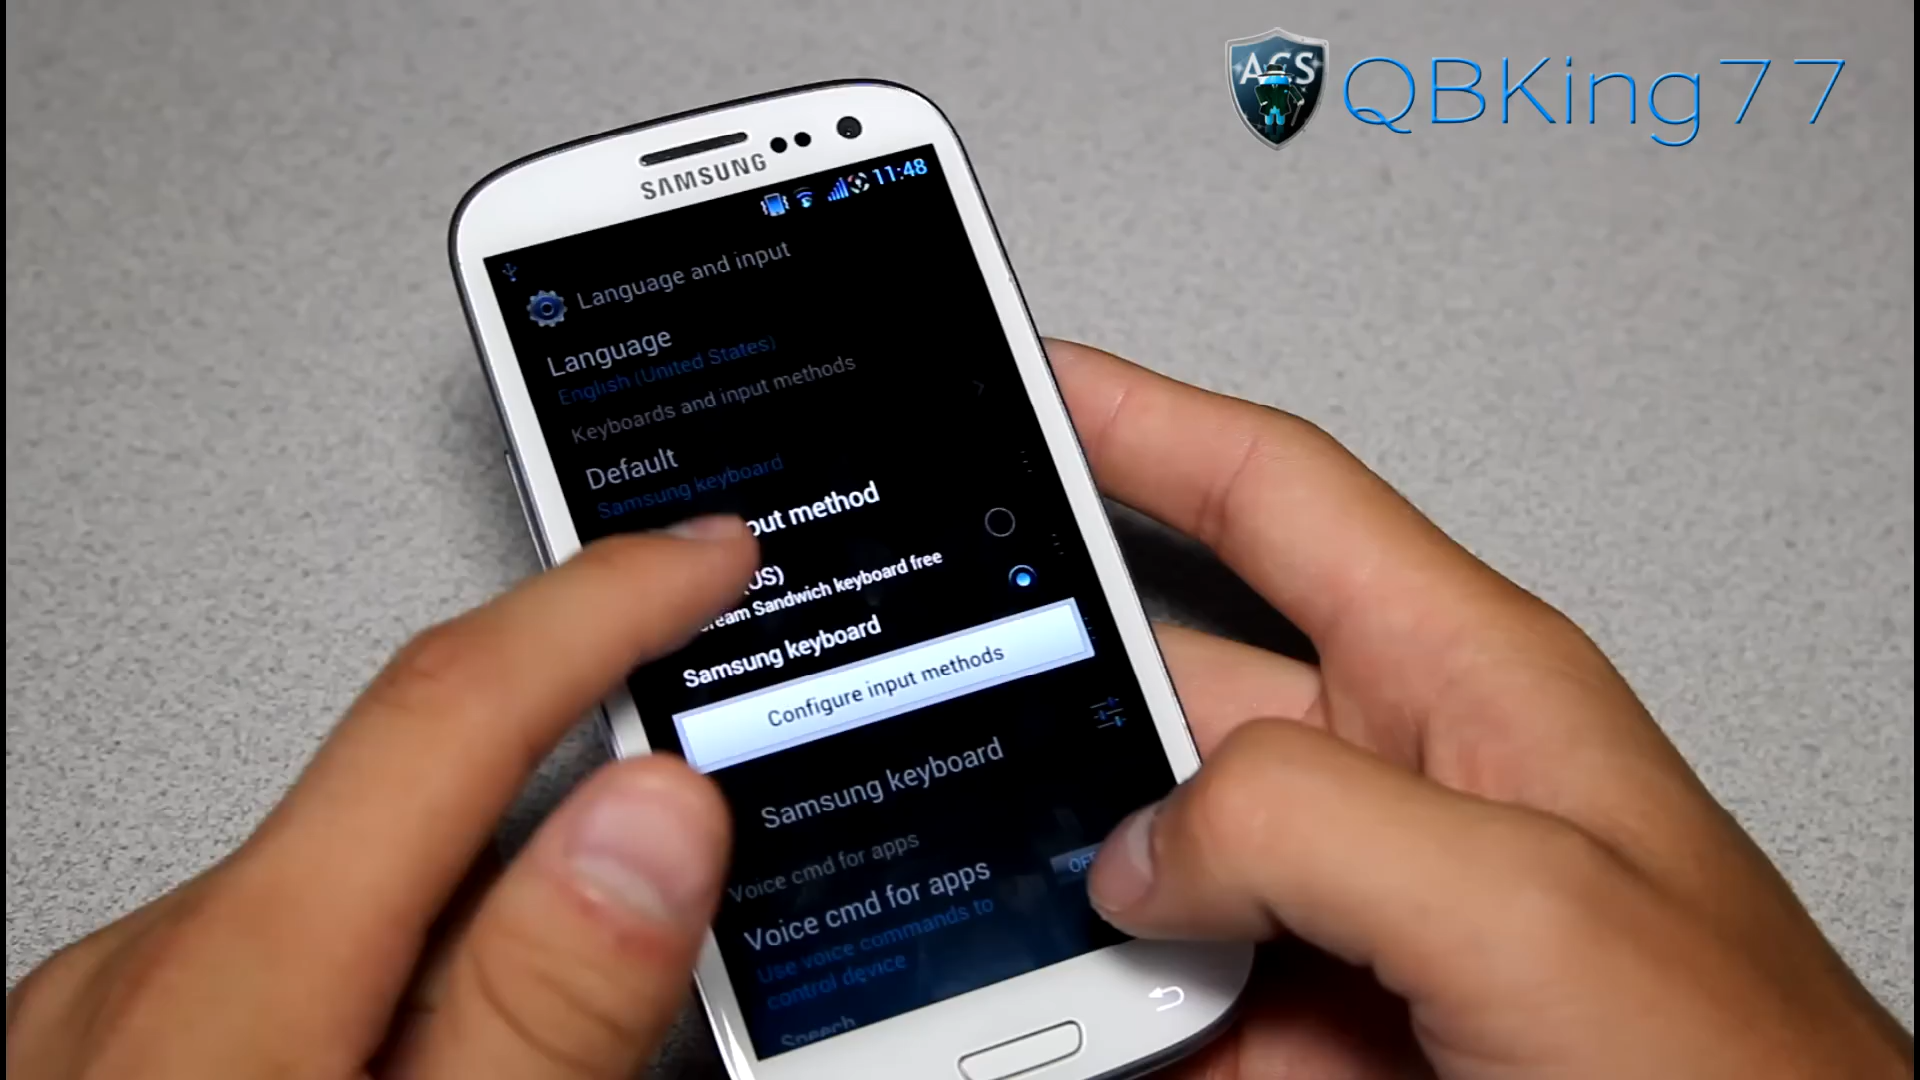 ACS
QBKing77
SAMSUNG
11:48
Language and input
Language
English (United States)
Keyboards and input methods
Default
Samsung keyboard
put method
(US)
cream Sandwich keyboard free
Samsung keyboard
Configure input methods
Samsung keyboard
Voice cmd for apps
Voice cmd for apps
OFF
Use voice commands to
control device
Speech